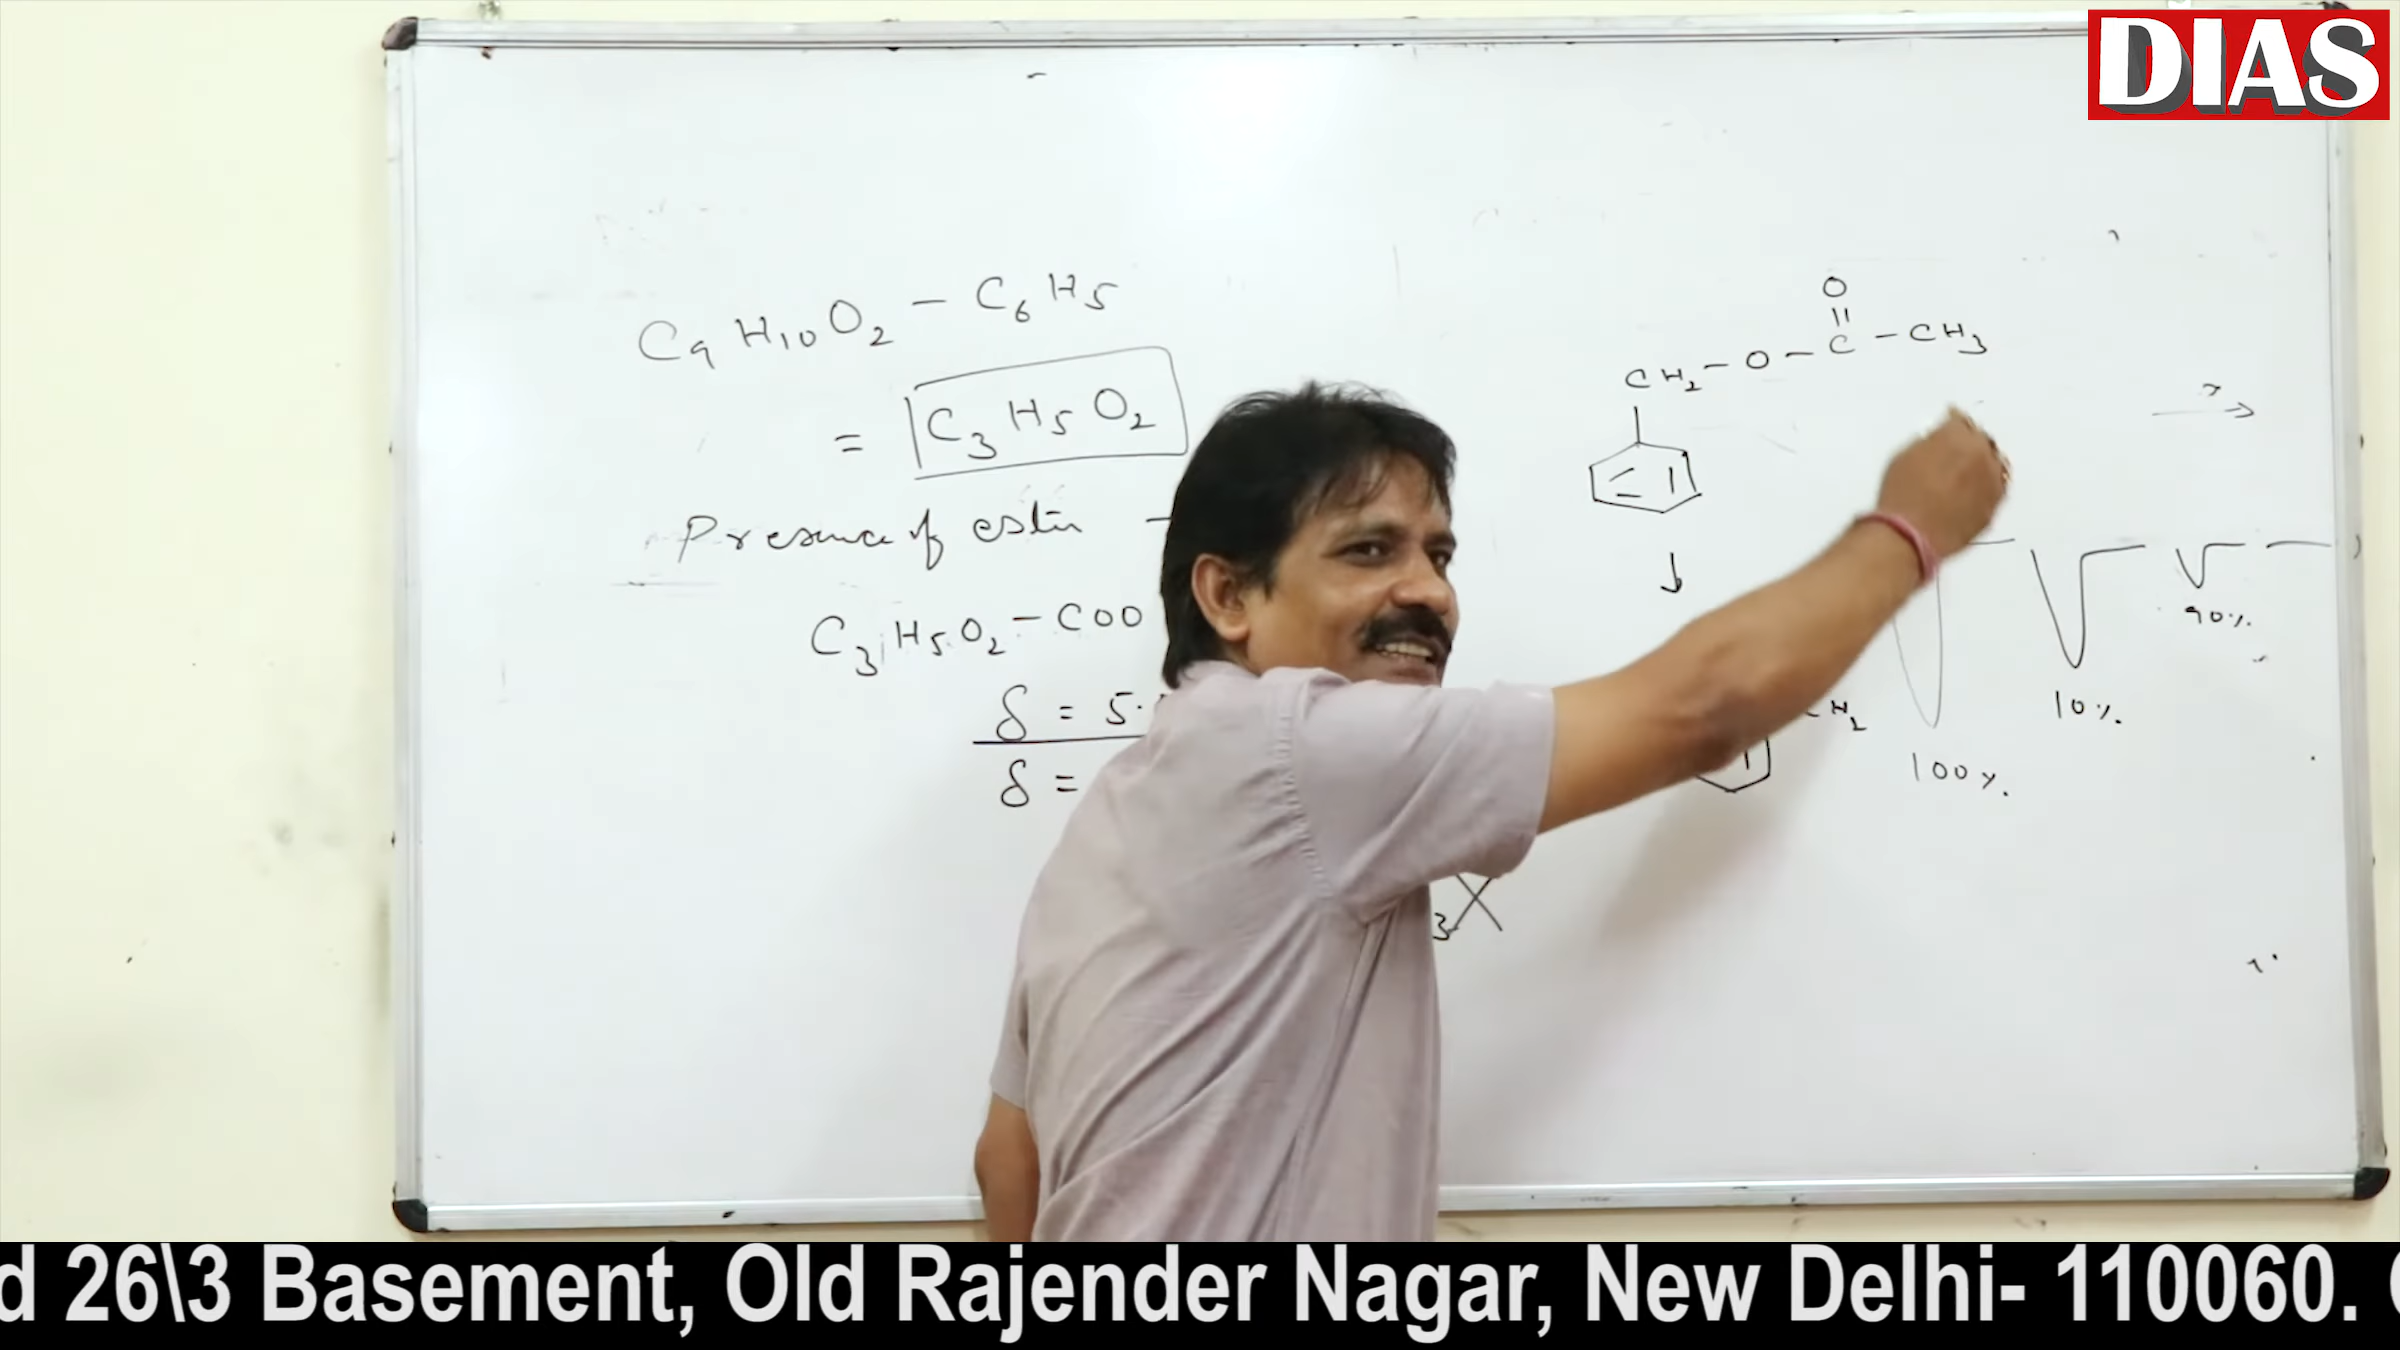 DIAS
C9H10O2 - C6H5
= C3H5O2
Presence of ester -
C3H5O2 - COO
δ = 5.
δ =
O
||
CH2 - O - C - CH3
↓
CH2
3
100%.
10%.
90%.
d 26\3 Basement, Old Rajender Nagar, New Delhi- 110060.